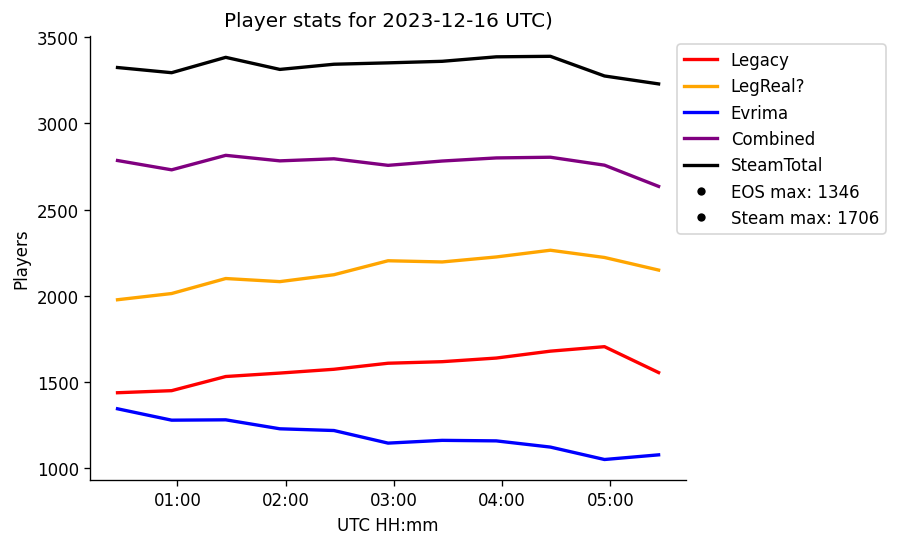 Player stats for 2023-12-16 UTC)
3500
3000
2500
2000
1500
1000
Players
01:00 02:00 03:00 04:00 05:00
UTC HH:mm
Legacy
LegReal?
Evrima
Combined
SteamTotal
EOS max: 1346
Steam max: 1706